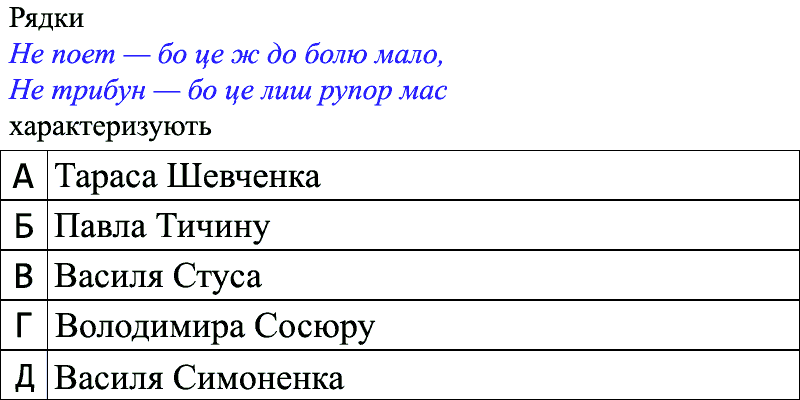 Рядки
Не поет — бо це ж до болю мало,
Не трибун — бо це лиш рупор мас
характеризують
А Тараса Шевченка
Б Павла Тичину
В Василя Стуса
Г Володимира Сосюру
Д Василя Симоненка